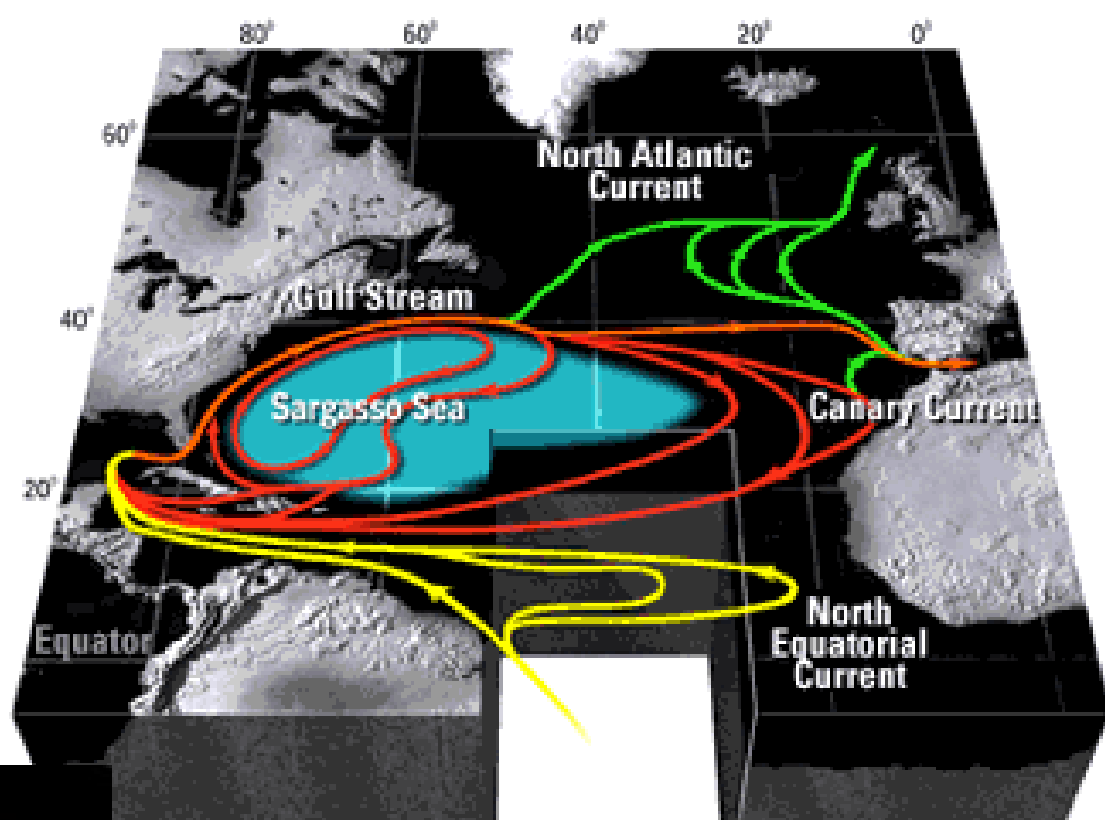 80° 60° 40° 20° 0°
60°
North Atlantic
Current
Gulf Stream
40°
Sargasso Sea
Canary Current
20°
North
Equatorial
Current
Equator